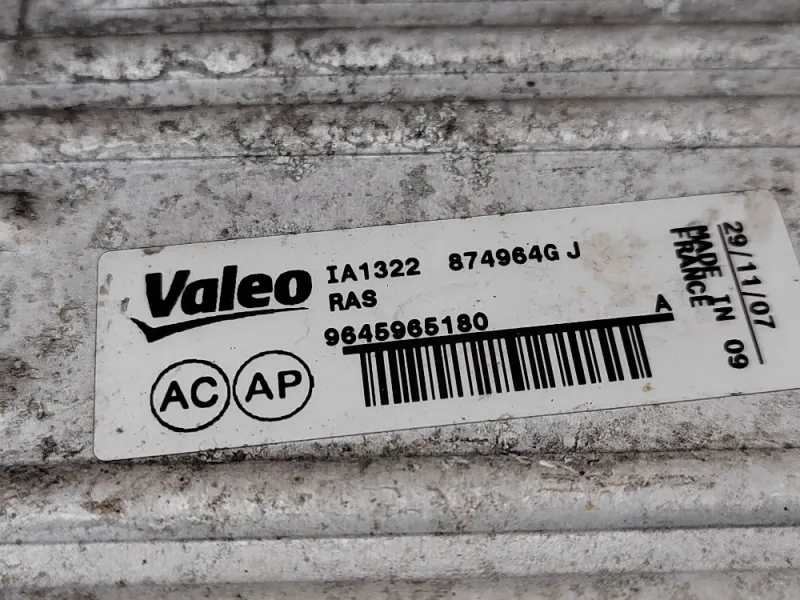 Valeo
IA1322 874964G J
RAS
9645965180 A
AC AP
29/11/07
MADE IN 09
FRANCE